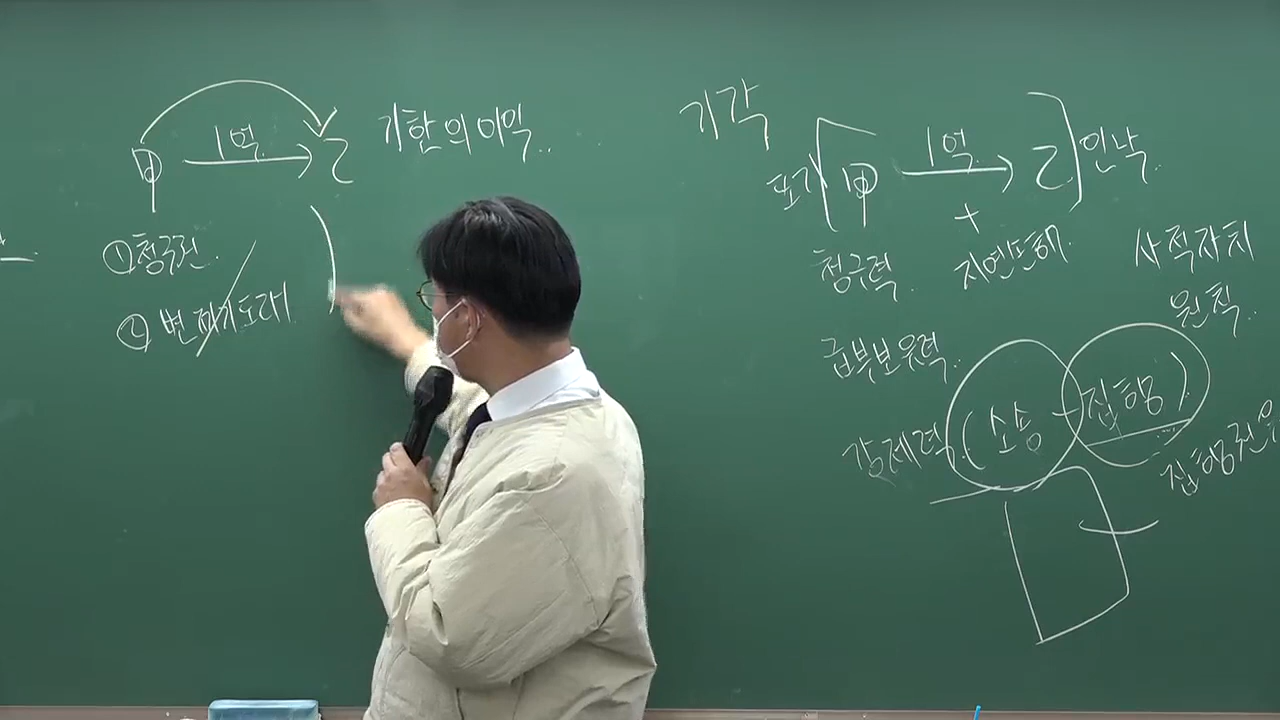 1억
甲 乙 기한의 이익..
① 청구권.
② 변제기 도래
기각
포기 甲 1억 乙 인낙.
+
청구력. 지연손해.
사적자치
원칙.
급부보유력..
강제력 (소송 - 집행)
집행권원